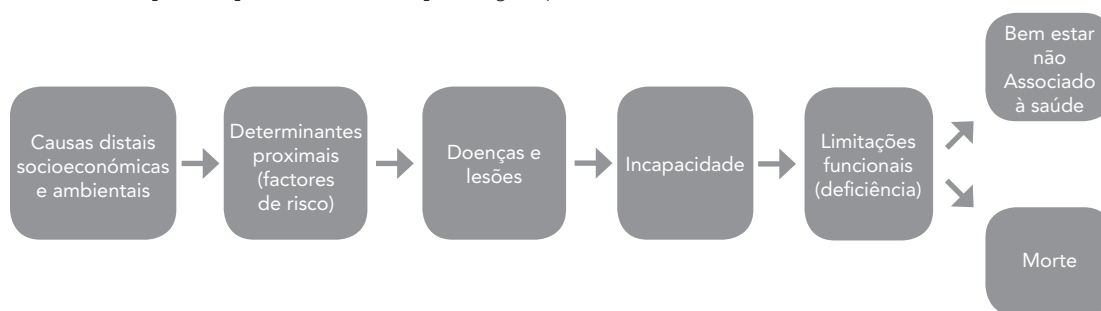 Causas distais
socioeconómicas
e ambientais
Determinantes
proximais
(factores
de risco)
Doenças e
lesões
Incapacidade
Limitações
funcionais
(deficiência)
Bem estar
não
Associado
à saúde
Morte